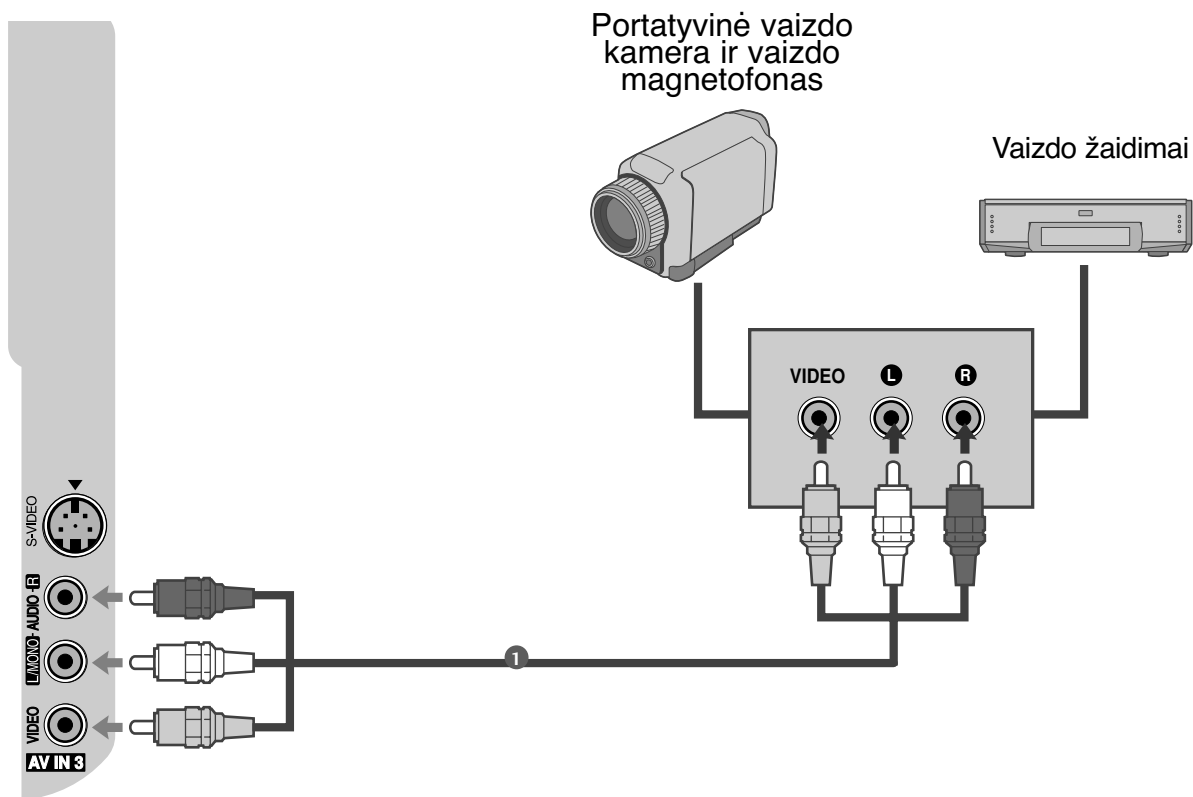 Portatyvinė vaizdo
kamera ir vaizdo
magnetofonas
Vaizdo žaidimai
VIDEO L R
S-VIDEO
L/MONO - AUDIO - R
1
VIDEO
AV IN 3